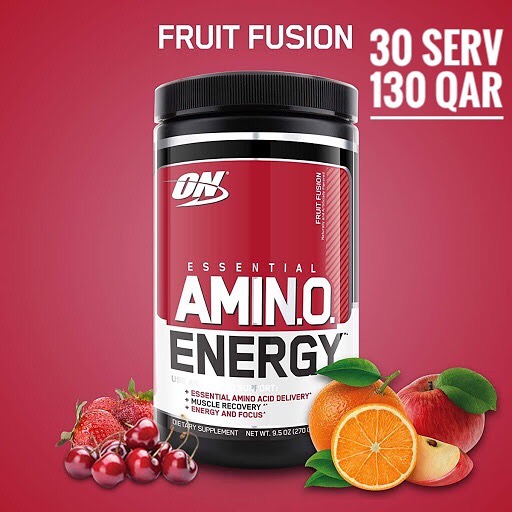 FRUIT FUSION
30 SERV
130 QAR
ON
FRUIT FUSION
ESSENTIAL
AMIN.O.
ENERGY
+ ESSENTIAL AMINO ACID DELIVERY*
+ MUSCLE RECOVERY*
+ ENERGY AND FOCUS*
DIETARY SUPPLEMENT NET WT. 9.5 OZ (270